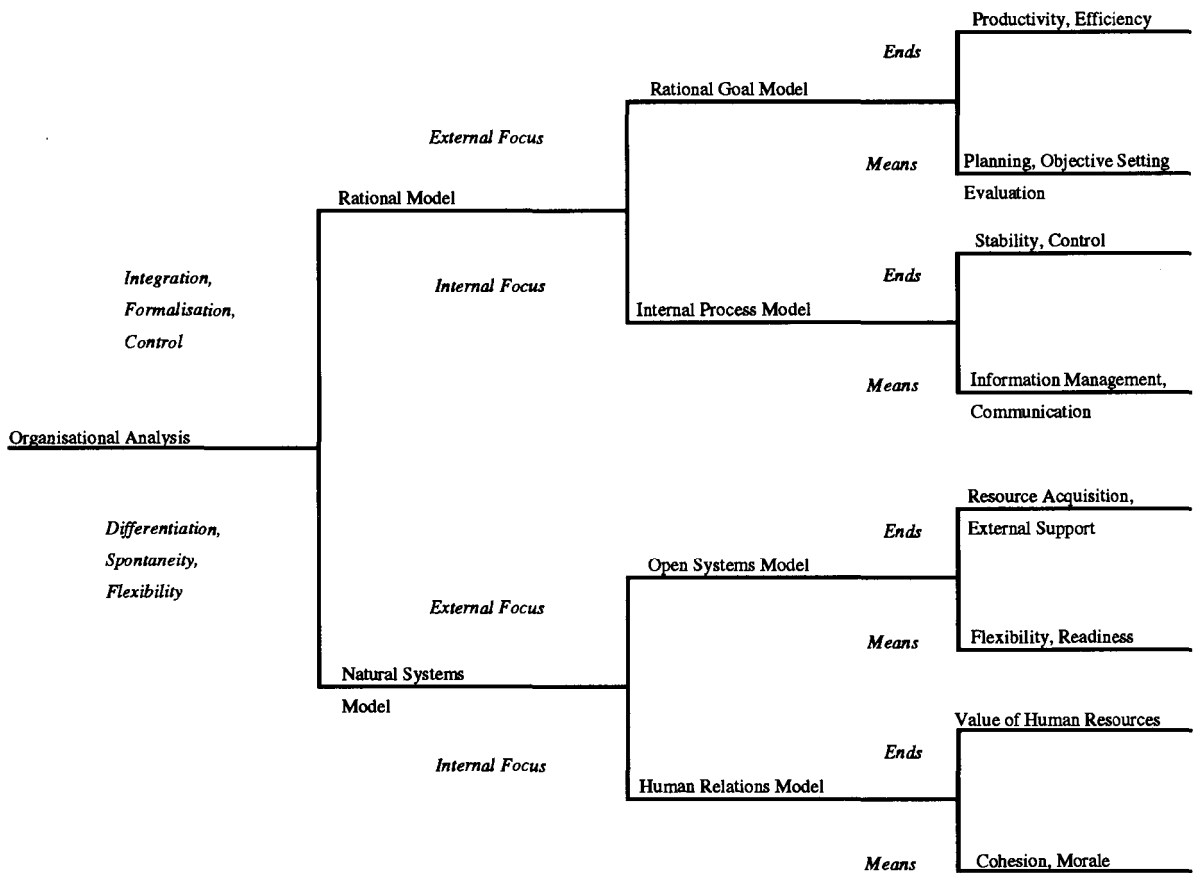 Productivity, Efficiency
Ends
Rational Goal Model
External Focus
Means
Planning, Objective Setting
Evaluation
Rational Model
Stability, Control
Integration,
Formalisation,
Control
Internal Focus
Ends
Internal Process Model
Means
Information Management,
Communication
Organisational Analysis
Resource Acquisition,
External Support
Differentiation,
Spontaneity,
Flexibility
Ends
Open Systems Model
External Focus
Means
Flexibility, Readiness
Natural Systems
Model
Value of Human Resources
Internal Focus
Ends
Human Relations Model
Means
Cohesion, Morale